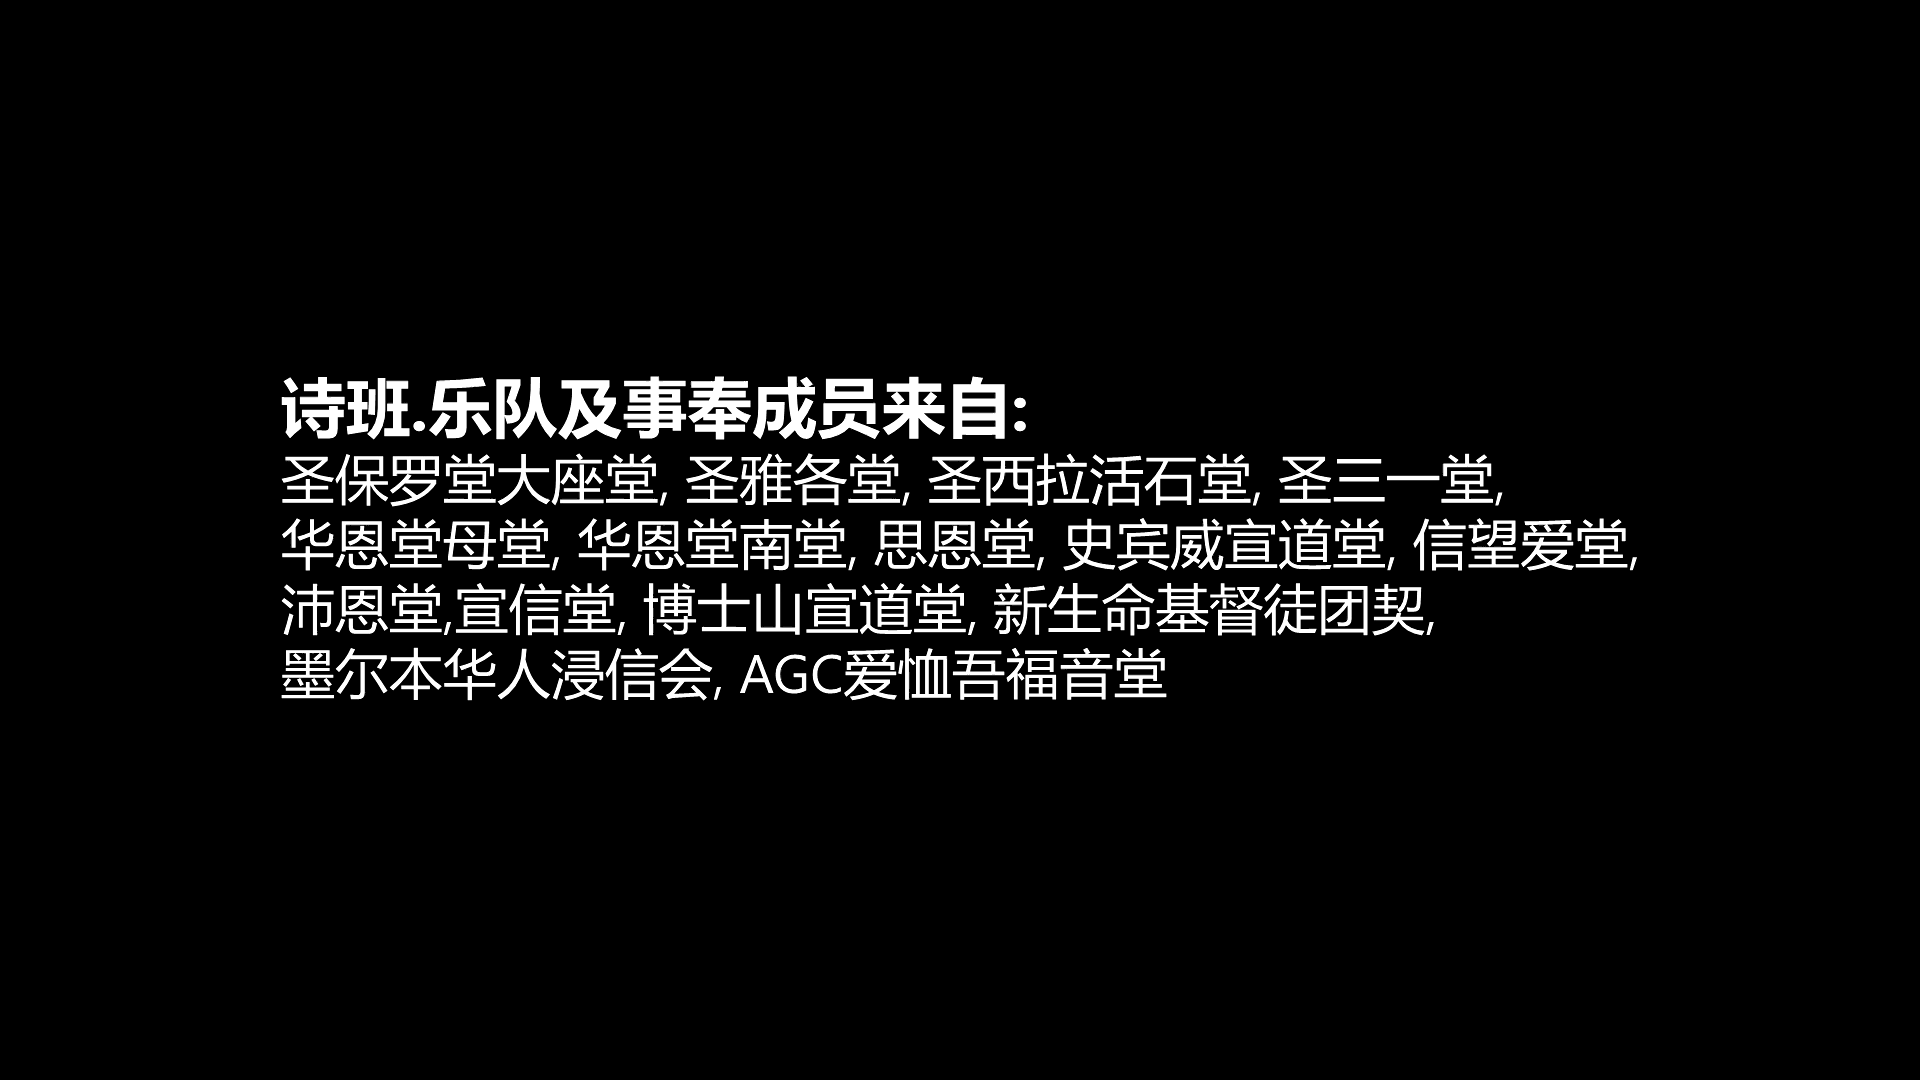 诗班.乐队及事奉成员来自:
圣保罗堂大座堂, 圣雅各堂, 圣西拉活石堂, 圣三一堂,
华恩堂母堂, 华恩堂南堂, 思恩堂, 史宾威宣道堂, 信望爱堂,
沛恩堂,宣信堂, 博士山宣道堂, 新生命基督徒团契,
墨尔本华人浸信会, AGC爱恤吾福音堂